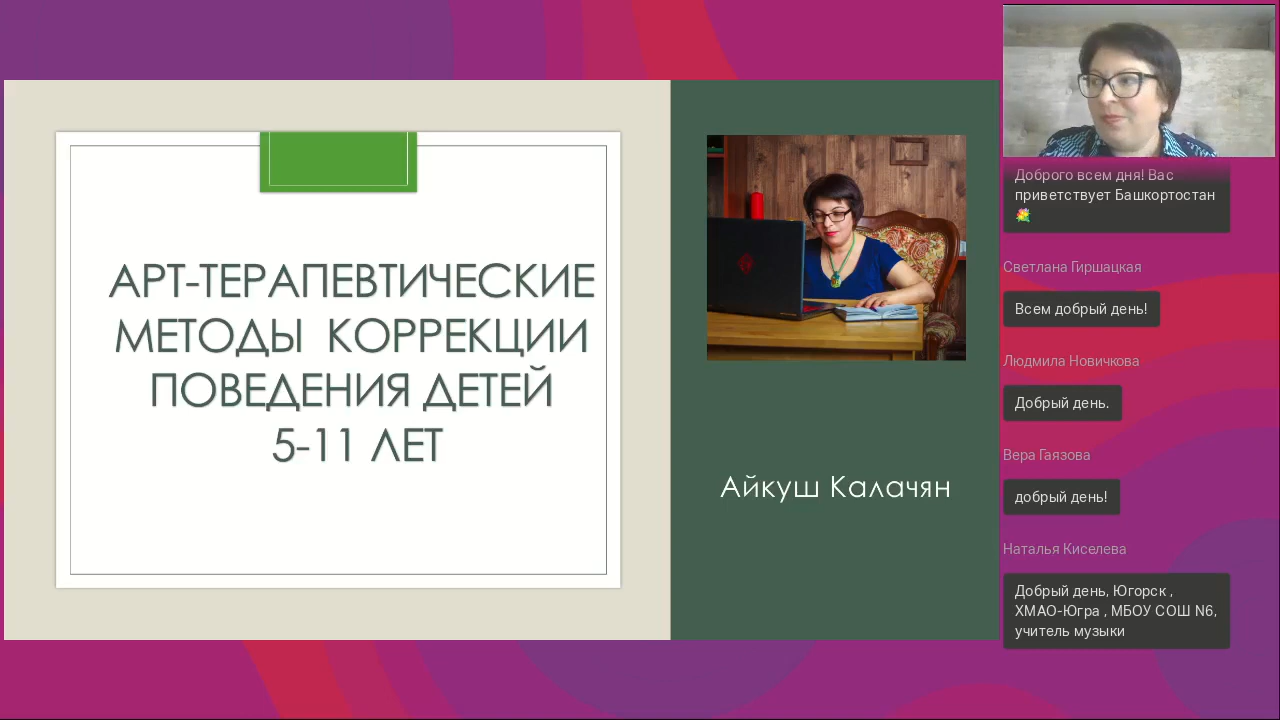 АРТ-ТЕРАПЕВТИЧЕСКИЕ
МЕТОДЫ КОРРЕКЦИИ
ПОВЕДЕНИЯ ДЕТЕЙ
5-11 ЛЕТ
Айкуш Калачян
Доброго всем дня! Вас
приветствует Башкортостан
Светлана Гиршацкая
Всем добрый день!
Людмила Новичкова
Добрый день.
Вера Гаязова
добрый день!
Наталья Киселева
Добрый день, Югорск ,
ХМАО-Югра , МБОУ СОШ N6,
учитель музыки